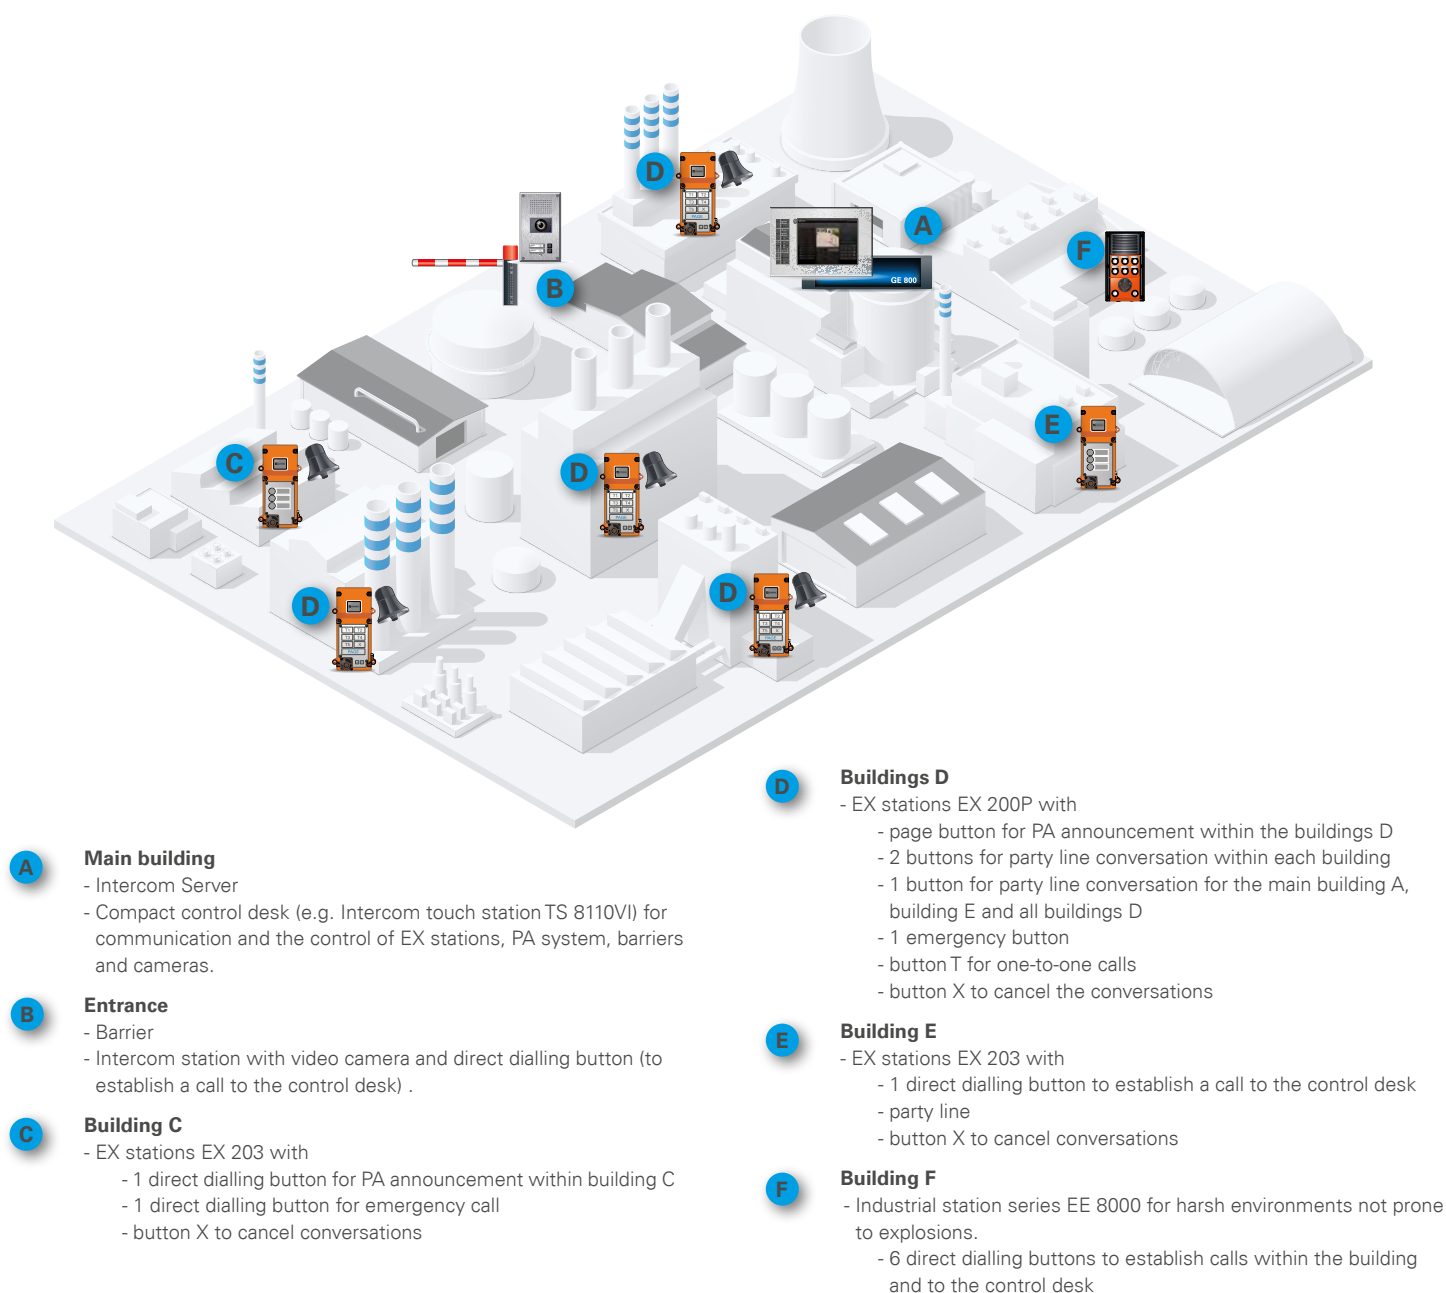 D
A
F
GE 800
B
E
C
D
PAGE
D
D
D
Buildings D
- EX stations EX 200P with
- page button for PA announcement within the buildings D
- 2 buttons for party line conversation within each building
- 1 button for party line conversation for the main building A,
building E and all buildings D
- 1 emergency button
- button T for one-to-one calls
- button X to cancel the conversations
E
Building E
- EX stations EX 203 with
- 1 direct dialling button to establish a call to the control desk
- party line
- button X to cancel conversations
F
Building F
- Industrial station series EE 8000 for harsh environments not prone
to explosions.
- 6 direct dialling buttons to establish calls within the building
and to the control desk
A
Main building
- Intercom Server
- Compact control desk (e.g. Intercom touch station TS 8110VI) for
communication and the control of EX stations, PA system, barriers
and cameras.
B
Entrance
- Barrier
- Intercom station with video camera and direct dialling button (to
establish a call to the control desk) .
C
Building C
- EX stations EX 203 with
- 1 direct dialling button for PA announcement within building C
- 1 direct dialling button for emergency call
- button X to cancel conversations